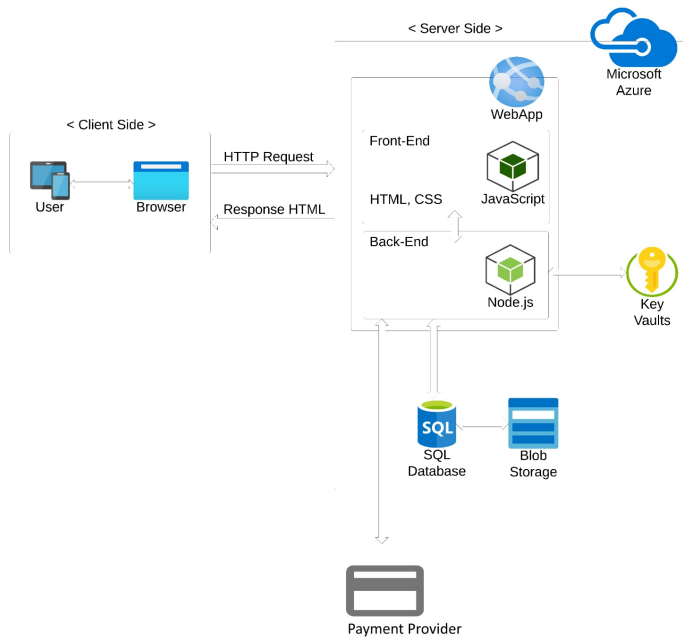 < Server Side >
Microsoft
Azure
WebApp
< Client Side >
User
Browser
HTTP Request
Response HTML
Front-End
HTML, CSS
JavaScript
Back-End
Node.js
Key
Vaults
SQL
SQL
Database
Blob
Storage
Payment Provider